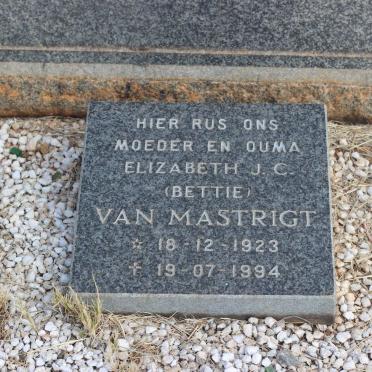 HIER RUS ONS
MOEDER EN OUMA
ELIZABETH J. C.
(BETTIE)
VAN MASTRIGT
☆ 18-12-1923
✝ 19-07-1994